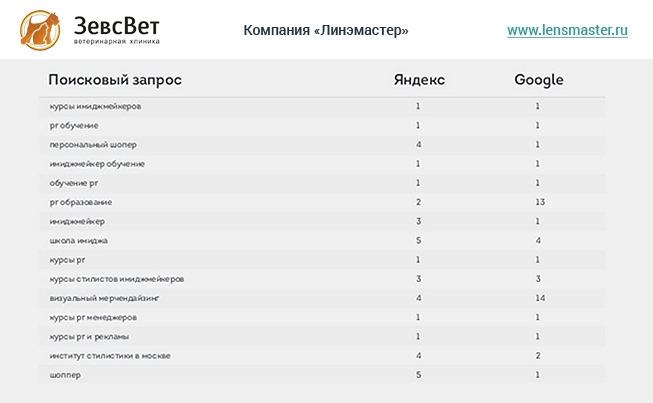 ЗевсВет
ветеринарная клиника
Компания «Линэмастер»
www.lensmaster.ru
Поисковый запрос Яндекс Google
курсы имиджмейкеров 1 1
pr обучение 1 1
персональный шопер 4 1
имиджмейкер обучение 1 1
обучение pr 1 1
pr образование 2 13
имиджмейкер 3 1
школа имиджа 5 4
курсы pr 1 1
курсы стилистов имиджмейкеров 3 3
визуальный мерчендайзинг 4 14
курсы pr менеджеров 1 1
курсы pr и рекламы 1 1
институт стилистики в москве 4 2
шоппер 5 1